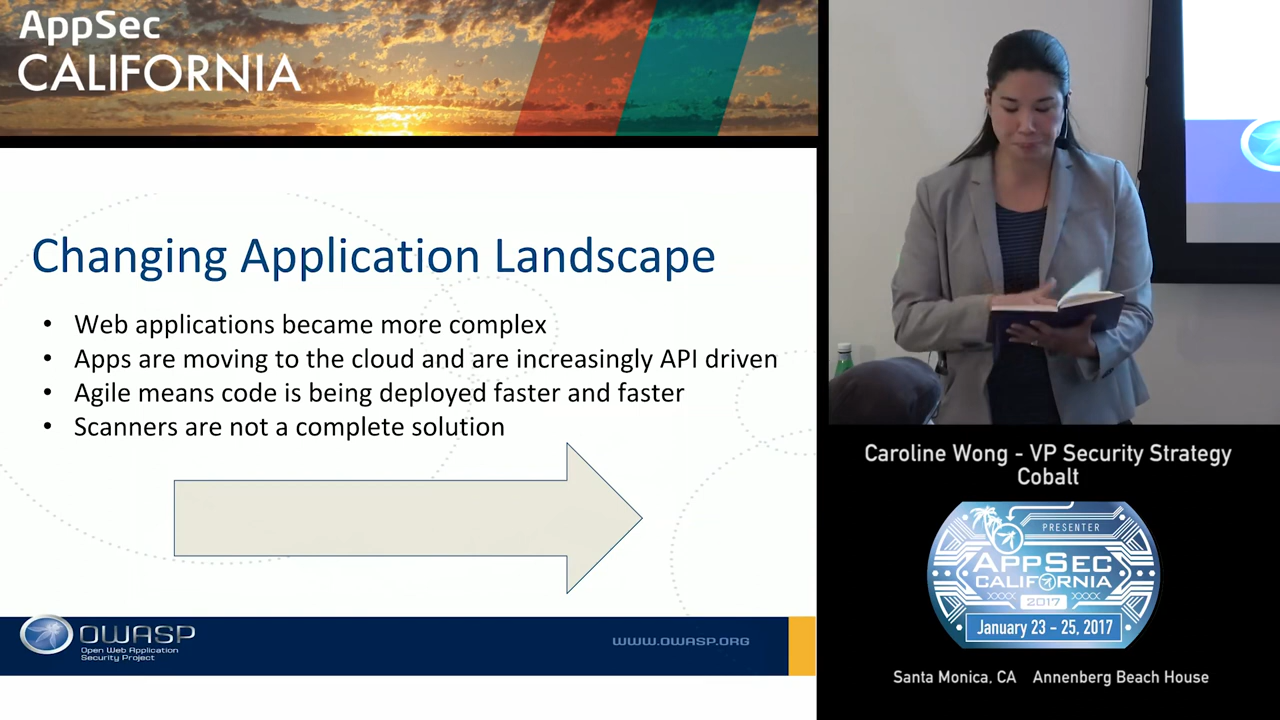 AppSec
CALIFORNIA
Changing Application Landscape
• Web applications became more complex
• Apps are moving to the cloud and are increasingly API driven
• Agile means code is being deployed faster and faster
• Scanners are not a complete solution
OWASP
Open Web Application
Security Project
WWW.OWASP.ORG
Caroline Wong - VP Security Strategy
Cobalt
PRESENTER
APPSEC
CALIFORNIA
2017
January 23 - 25, 2017
Santa Monica, CA Annenberg Beach House